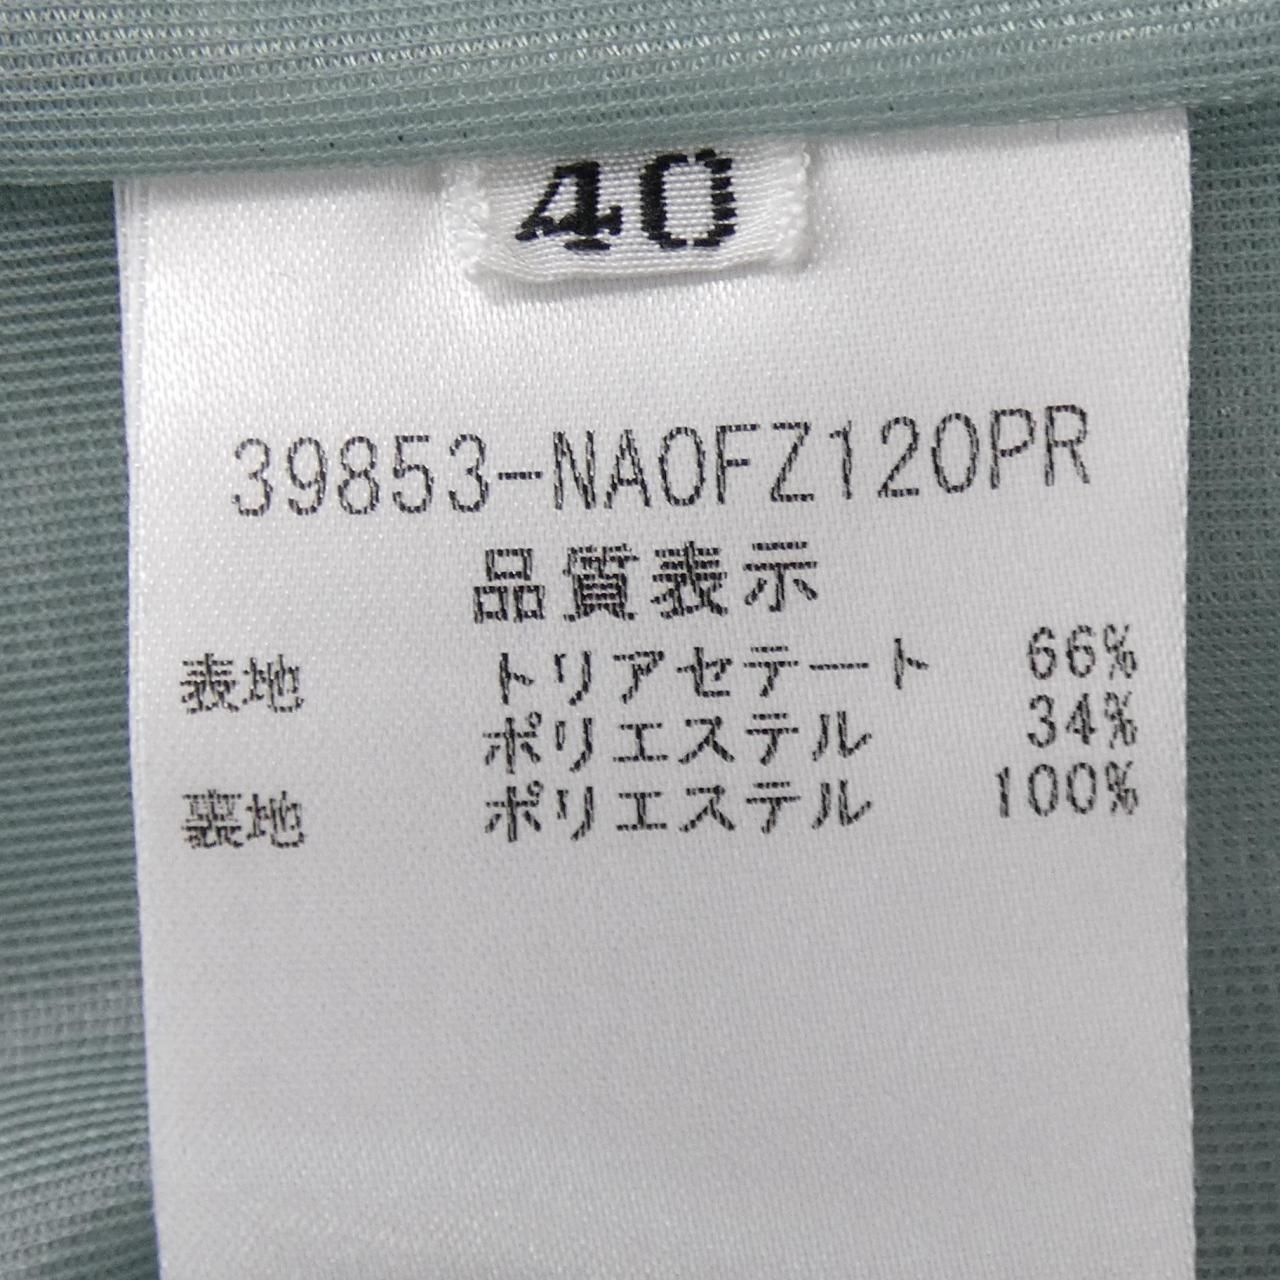 40
39853-NA0FZ120PR
品質表示
表地 トリアセテート 66%
ポリエステル 34%
裏地 ポリエステル 100%